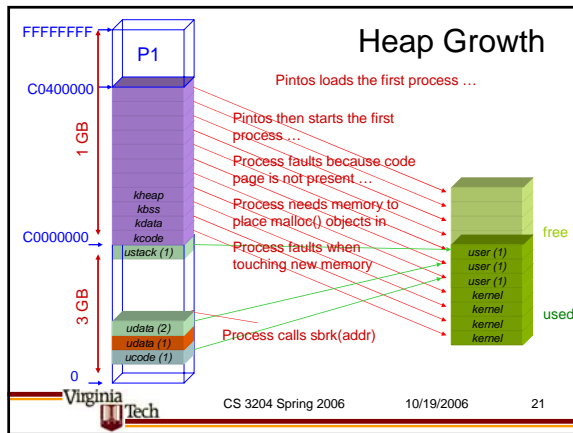 Heap Growth
FFFFFFFF
P1
C0400000
1 GB
Pintos loads the first process …
Pintos then starts the first
process …
Process faults because code
page is not present …
Process needs memory to
place malloc() objects in
Process faults when
touching new memory
Process calls sbrk(addr)
kheap
kbss
kdata
kcode
C0000000
ustack (1)
3 GB
udata (2)
udata (1)
ucode (1)
0
free
user (1)
user (1)
user (1)
kernel
kernel
kernel
kernel
used
Virginia
Tech
CS 3204 Spring 2006
10/19/2006
21